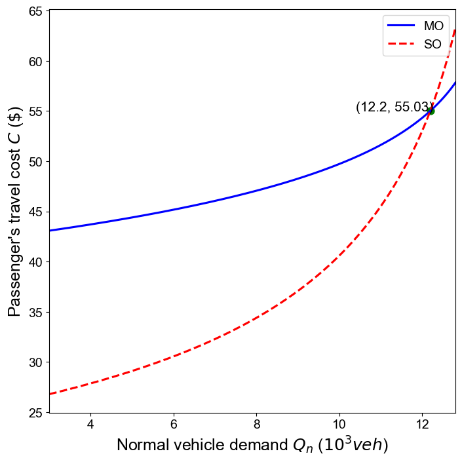 65
60
55
50
45
40
35
30
25
Passenger's travel cost C ($)
MO
SO
(12.2, 55.03)
4 6 8 10 12
Normal vehicle demand Qₙ (10³veh)